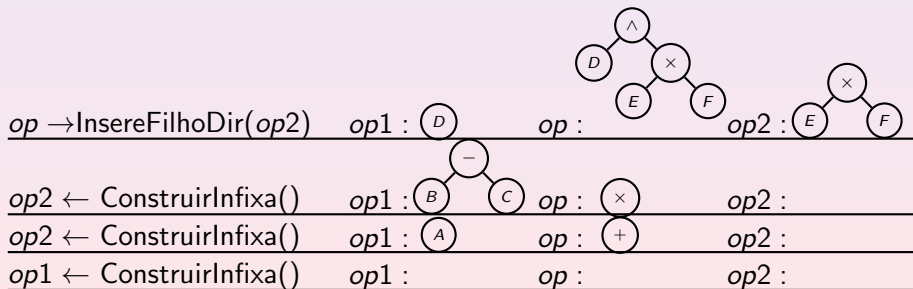 ∧
D ×
E F ×
op →InsereFilhoDir(op2) op1 : D op : op2 : E F
−
op2 ← ConstruirInfixa() op1 : B C op : × op2 :
op2 ← ConstruirInfixa() op1 : A op : + op2 :
op1 ← ConstruirInfixa() op1 : op : op2 :